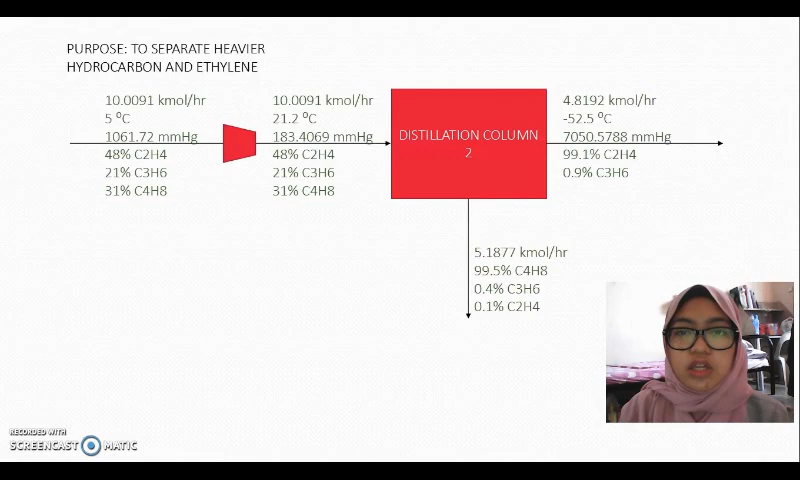 PURPOSE: TO SEPARATE HEAVIER
HYDROCARBON AND ETHYLENE
10.0091 kmol/hr
5 ⁰C
1061.72 mmHg
48% C2H4
21% C3H6
31% C4H8
10.0091 kmol/hr
21.2 ⁰C
183.4069 mmHg
48% C2H4
21% C3H6
31% C4H8
DISTILLATION COLUMN
2
4.8192 kmol/hr
-52.5 ⁰C
7050.5788 mmHg
99.1% C2H4
0.9% C3H6
5.1877 kmol/hr
99.5% C4H8
0.4% C3H6
0.1% C2H4
RECORDED WITH
SCREENCAST MATIC